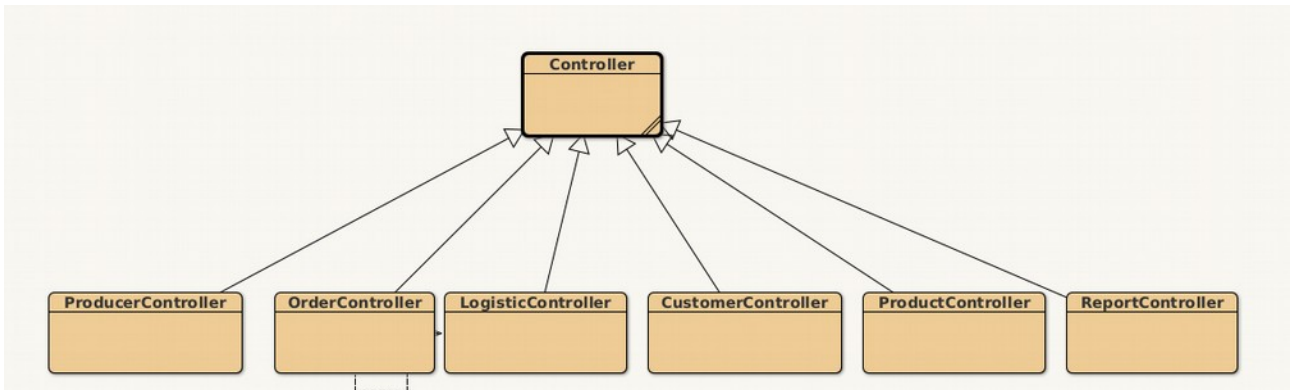 Controller
ProducerController
OrderController
LogisticController
CustomerController
ProductController
ReportController